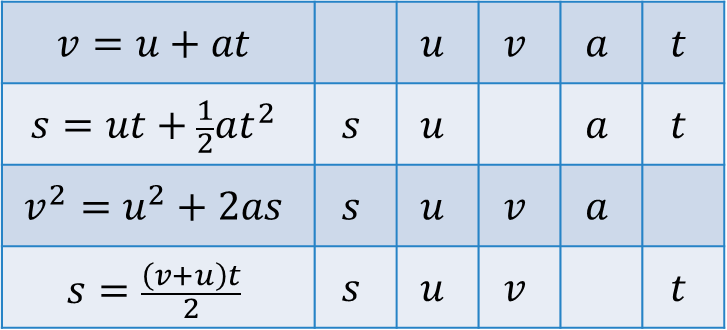 v = u + at u v a t
s = ut + ½at² s u a t
v² = u² + 2as s u v a
s = (v+u)t/2 s u v t